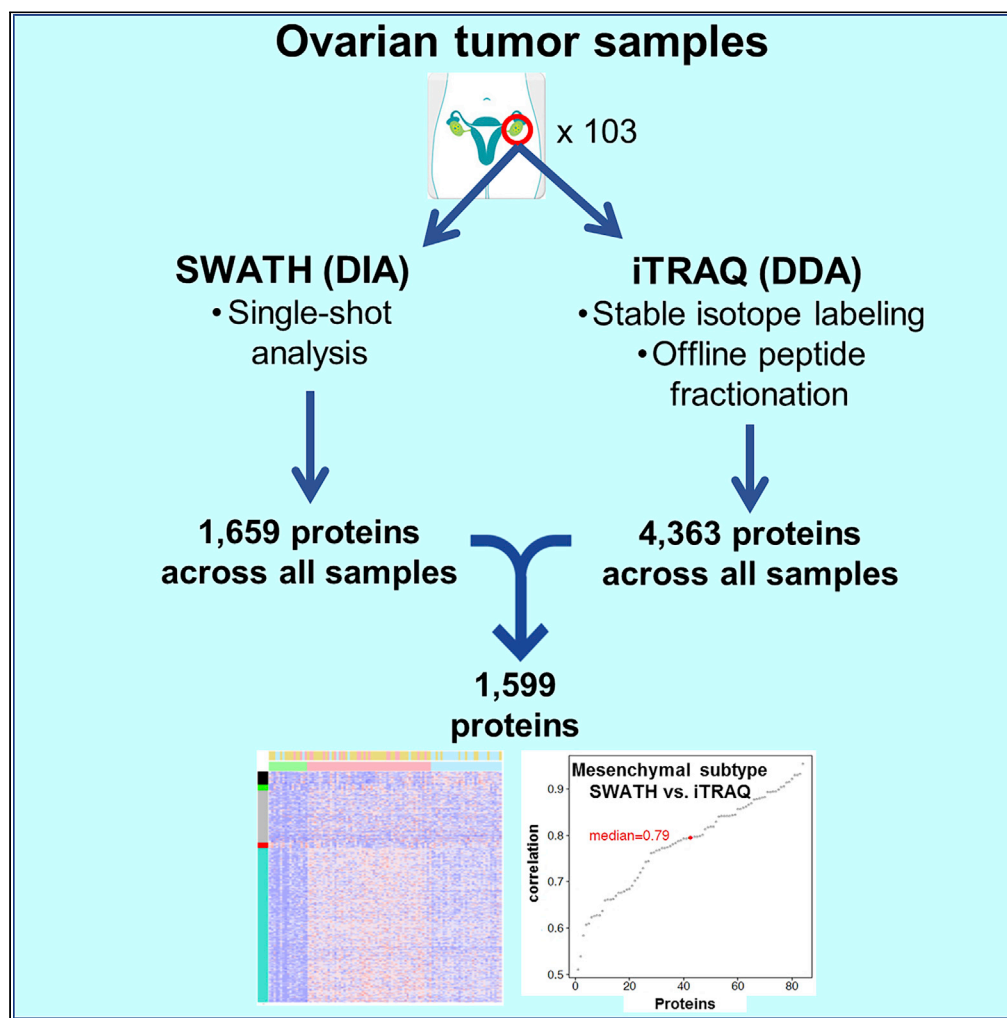 Ovarian tumor samples
x 103
SWATH (DIA)
•Single-shot
analysis
iTRAQ (DDA)
•Stable isotope labeling
•Offline peptide
fractionation
1,659 proteins
across all samples
4,363 proteins
across all samples
1,599
proteins
Mesenchymal subtype
SWATH vs. iTRAQ
median=0.79
correlation
0.9
0.8
0.7
0.6
0.5
0
20
40
60
80
Proteins